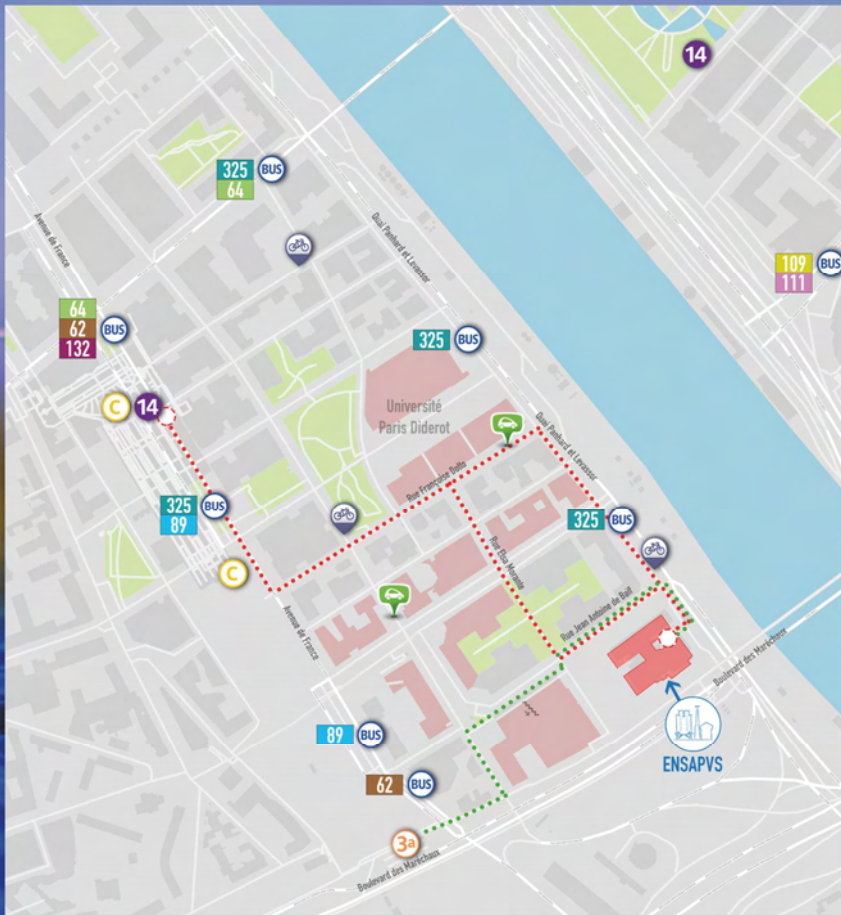 14
325
64
BUS
Avenue de France
Quai Panhard et Levassor
109
111
BUS
64
62
132
BUS
325
BUS
C
14
Université
Paris Diderot
Quai Panhard et Levassor
Rue Françoise Dolto
325
89
BUS
325
BUS
C
Rue Elsa Morante
Rue Jean Antoine de Baïf
Avenue de France
Boulevard des Maréchaux
89
BUS
ENSAPVS
62
BUS
3a
Boulevard des Maréchaux